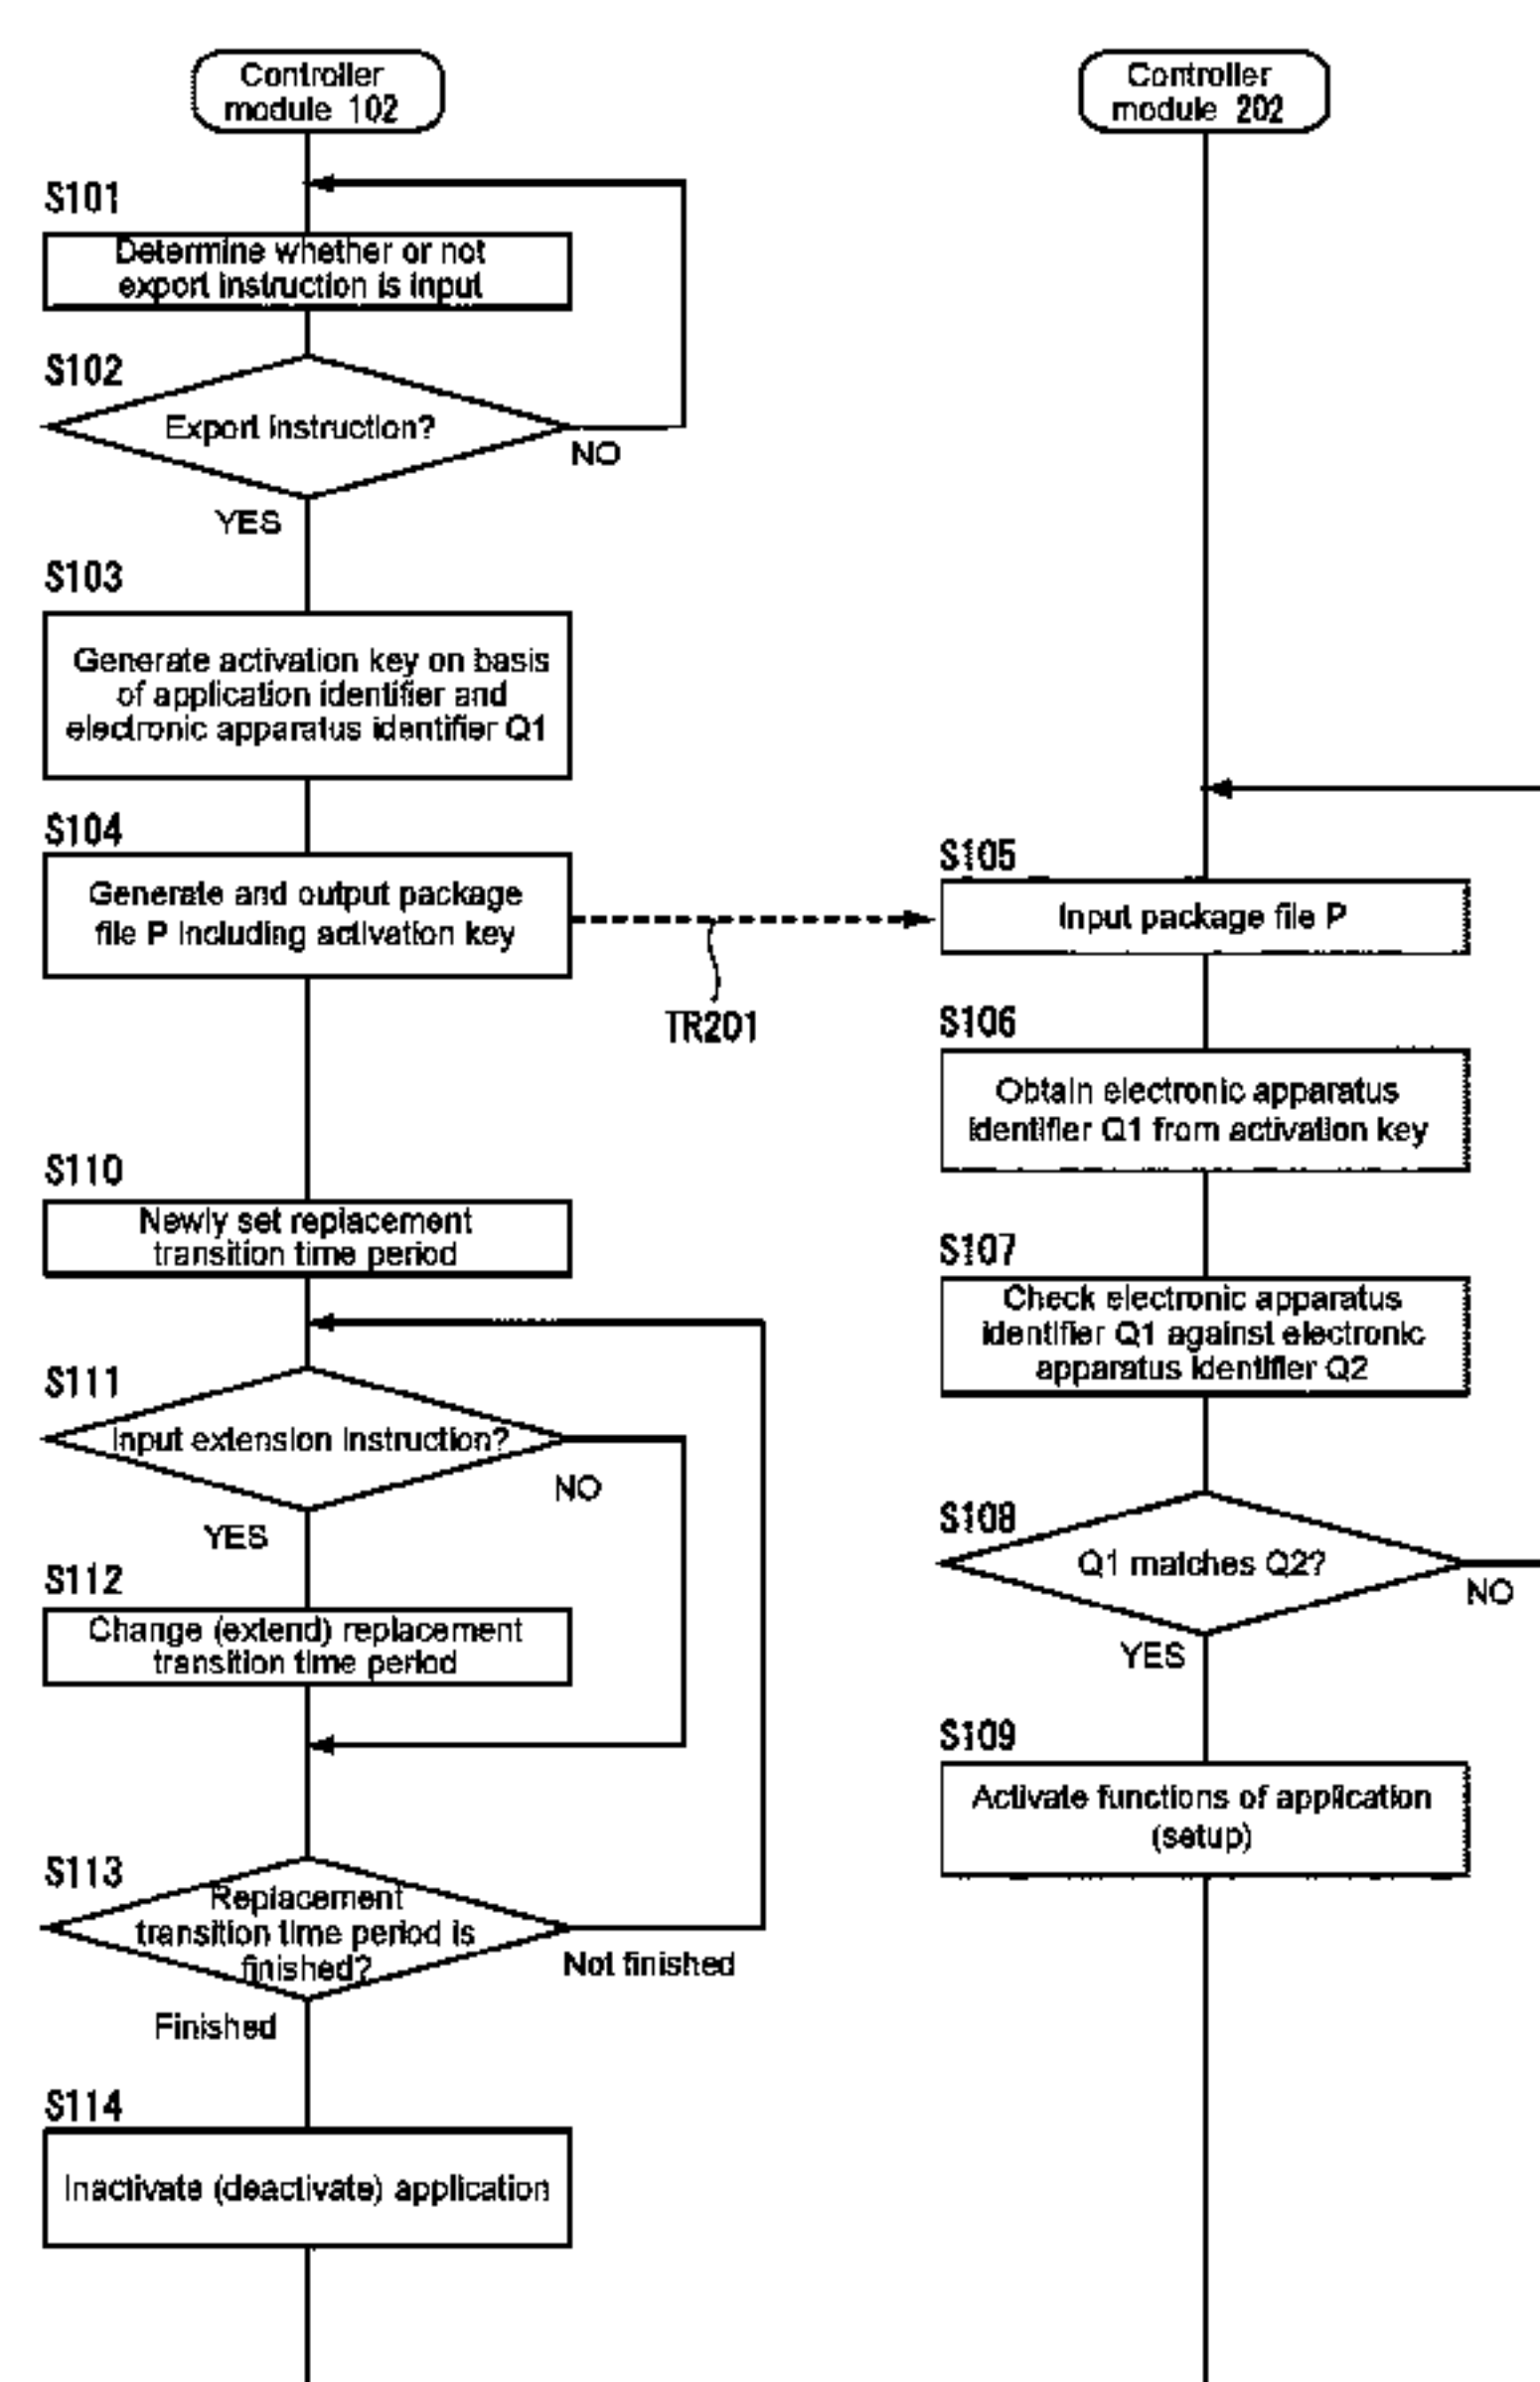 Controller
module 102
S101
Determine whether or not
export instruction is input
S102
Export instruction?
NO
YES
S103
Generate activation key on basis
of application identifier and
electronic apparatus identifier Q1
S104
Generate and output package
file P including activation key
TR201
S110
Newly set replacement
transition time period
S111
Input extension instruction?
NO
YES
S112
Change (extend) replacement
transition time period
S113
Replacement
transition time period is
finished?
Not finished
Finished
S114
Inactivate (deactivate) application
Controller
module 202
S105
Input package file P
S106
Obtain electronic apparatus
identifier Q1 from activation key
S107
Check electronic apparatus
identifier Q1 against electronic
apparatus identifier Q2
S108
Q1 matches Q2?
NO
YES
S109
Activate functions of application
(setup)